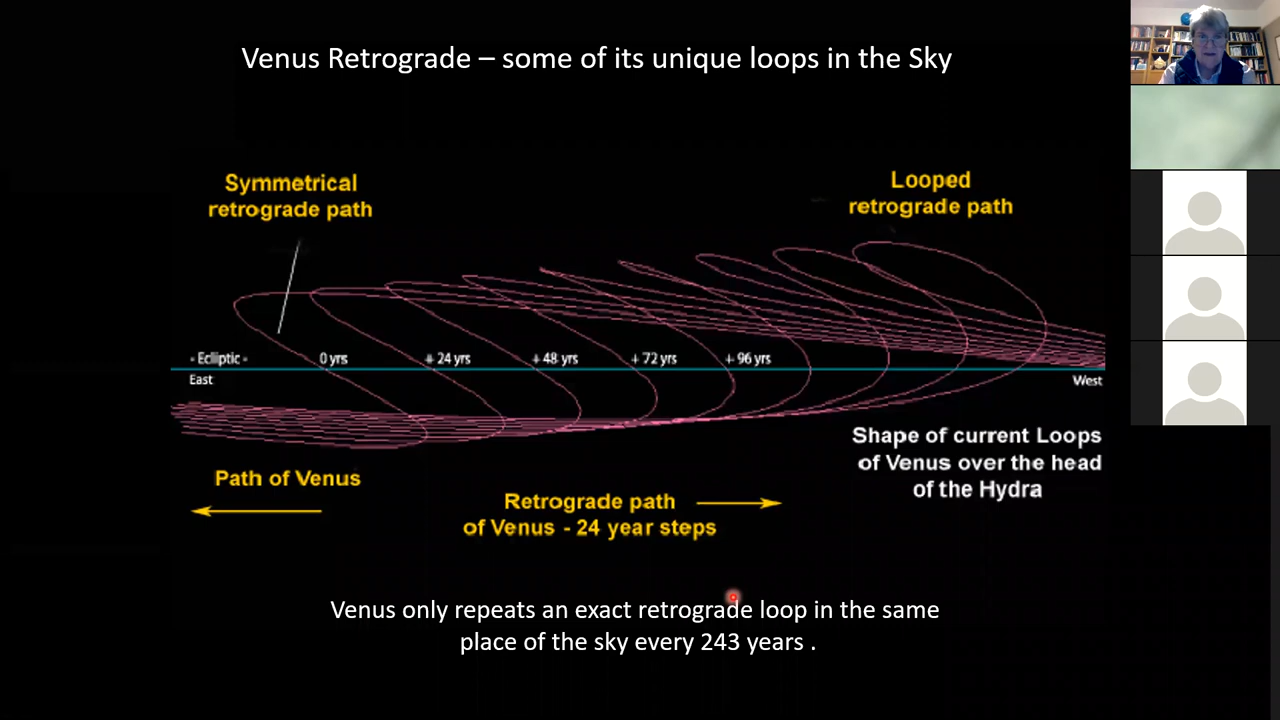 Venus Retrograde – some of its unique loops in the Sky
Symmetrical
retrograde path
Looped
retrograde path
- Ecliptic -
0 yrs
+ 24 yrs
+ 48 yrs
+ 72 yrs
+ 96 yrs
East
West
Shape of current Loops
of Venus over the head
of the Hydra
Path of Venus
Retrograde path
of Venus - 24 year steps
Venus only repeats an exact retrograde loop in the same
place of the sky every 243 years .